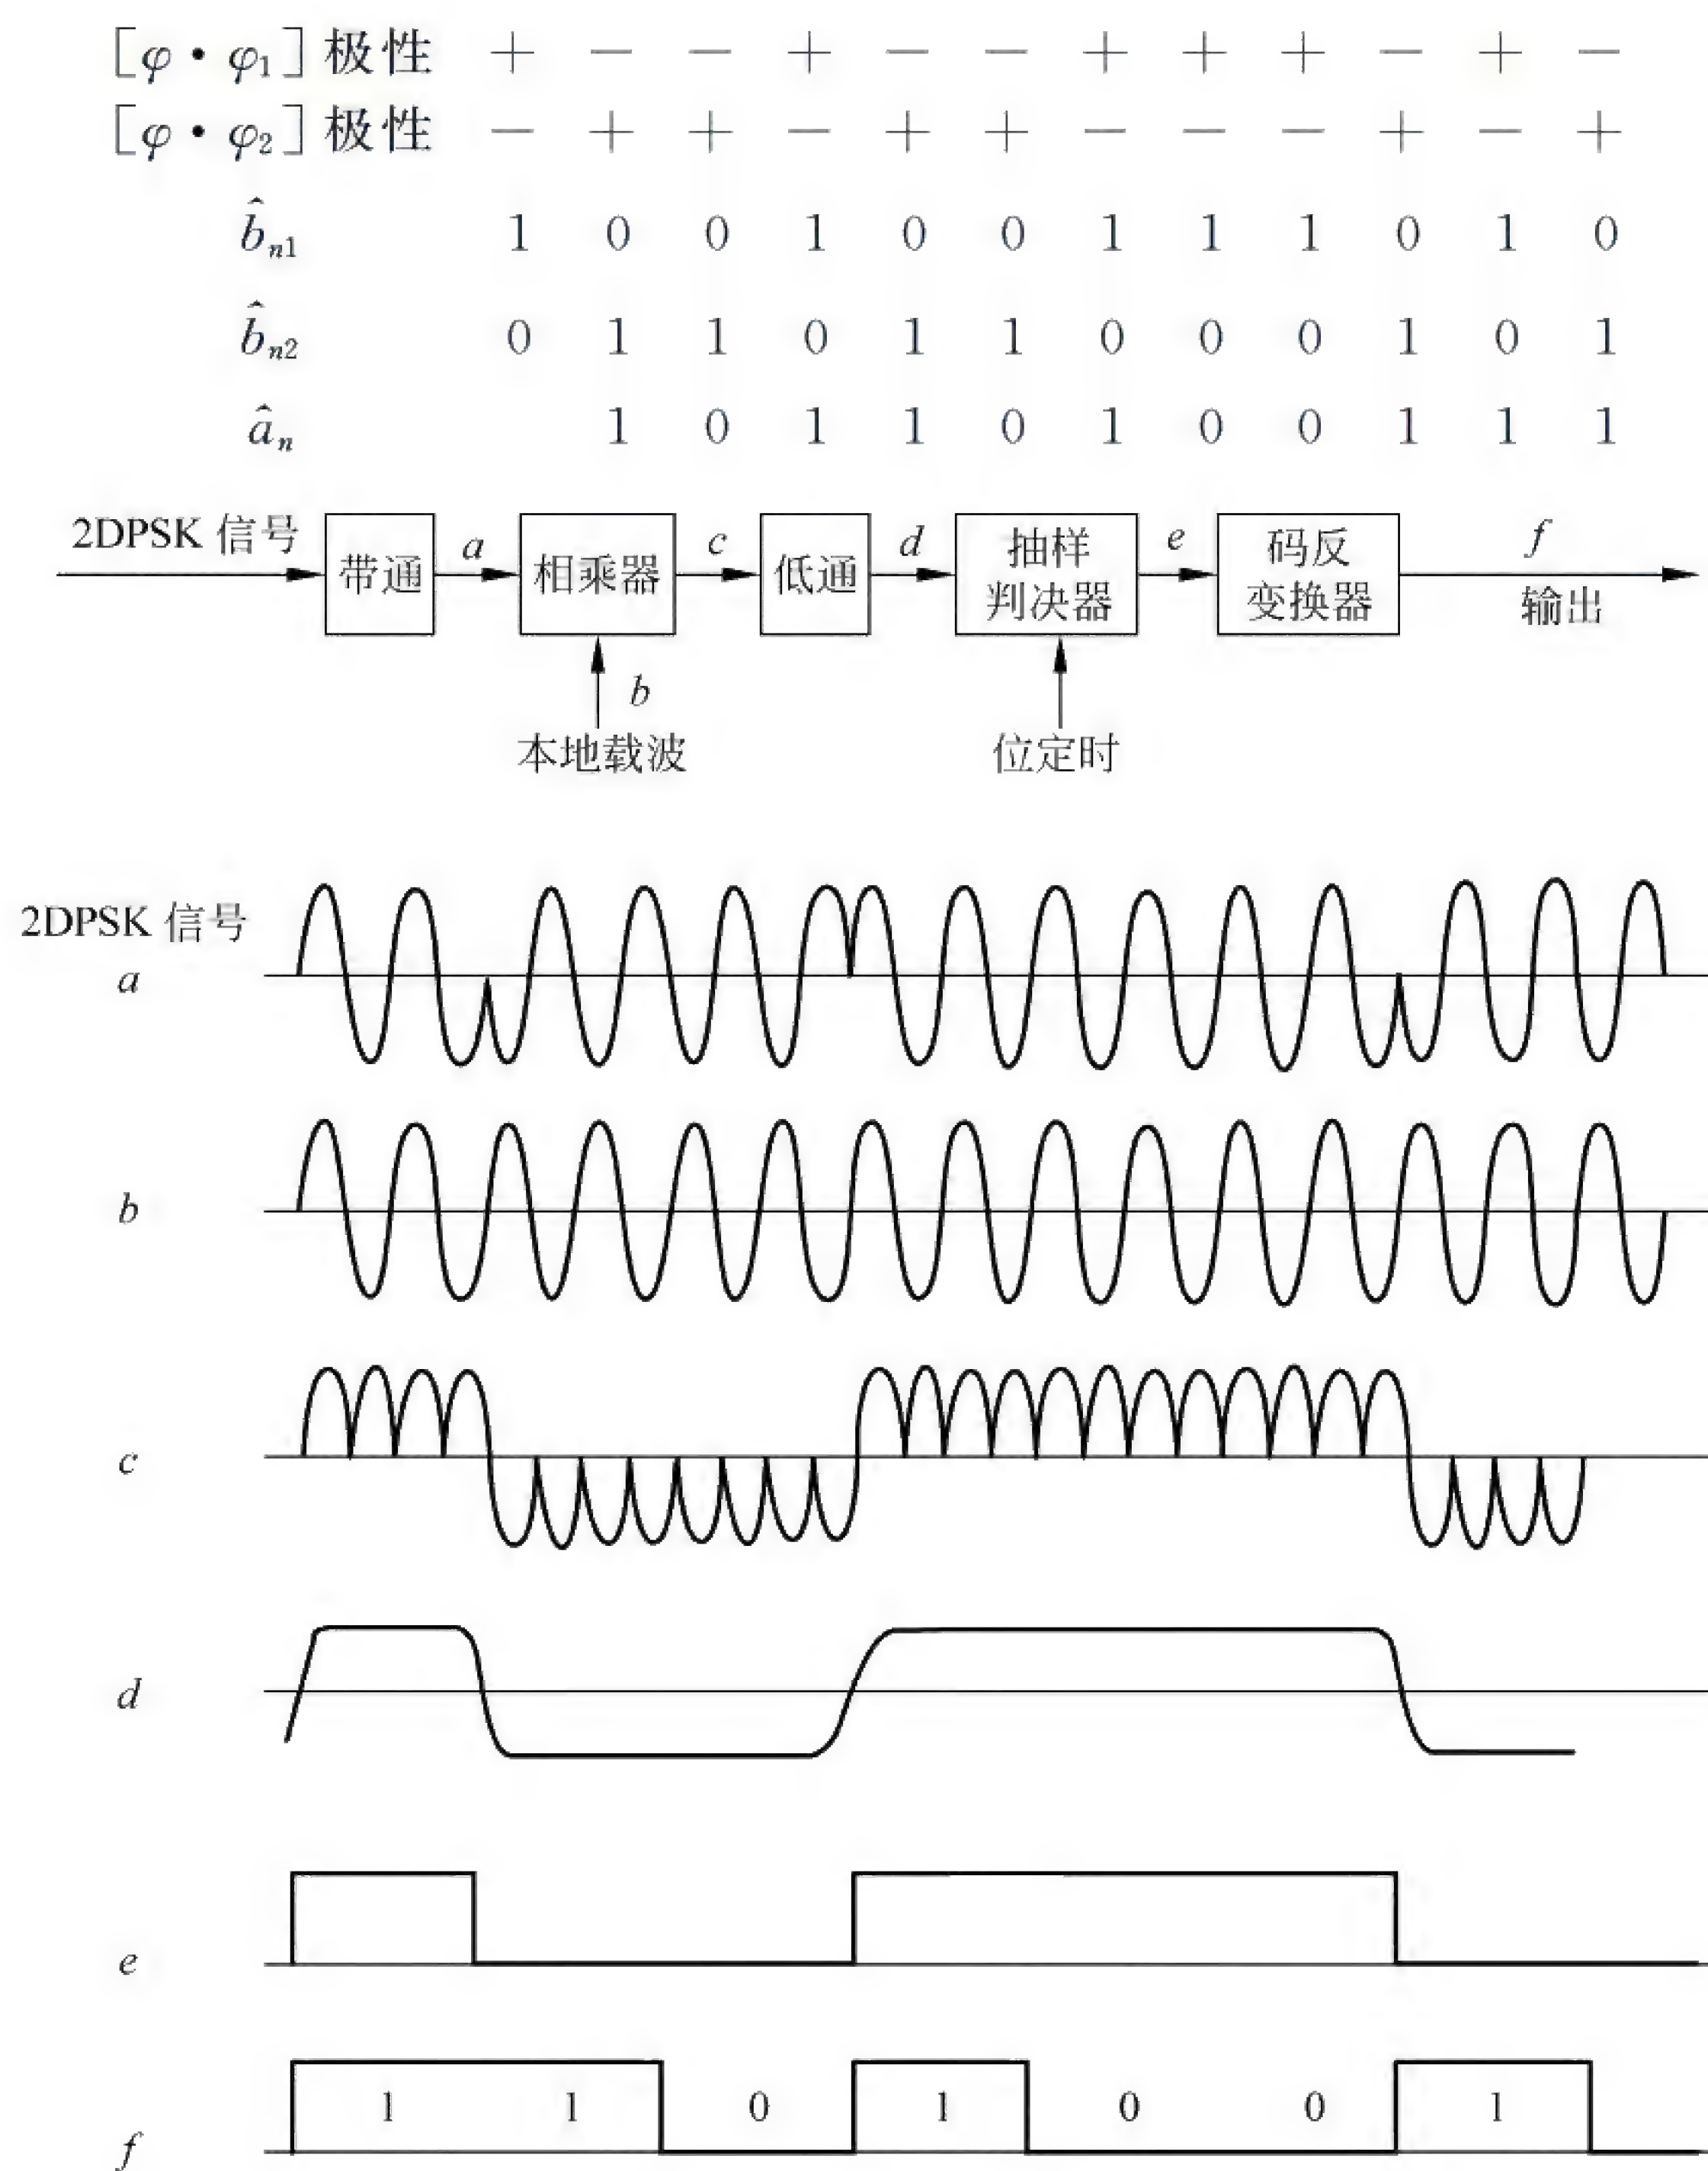 [φ·φ1]极性 + − − + − − + + + − + −
[φ·φ2]极性 − + + − + + − − − + − +
b̂n1 1 0 0 1 0 0 1 1 1 0 1 0
b̂n2 0 1 1 0 1 1 0 0 0 1 0 1
ân 1 0 1 1 0 1 0 0 1 1 1
2DPSK 信号
带通
a
相乘器
c
低通
d
抽样
判决器
e
码反
变换器
f
输出
b
本地载波
位定时
2DPSK 信号
a
b
c
d
e
f 1 1 0 1 0 0 1